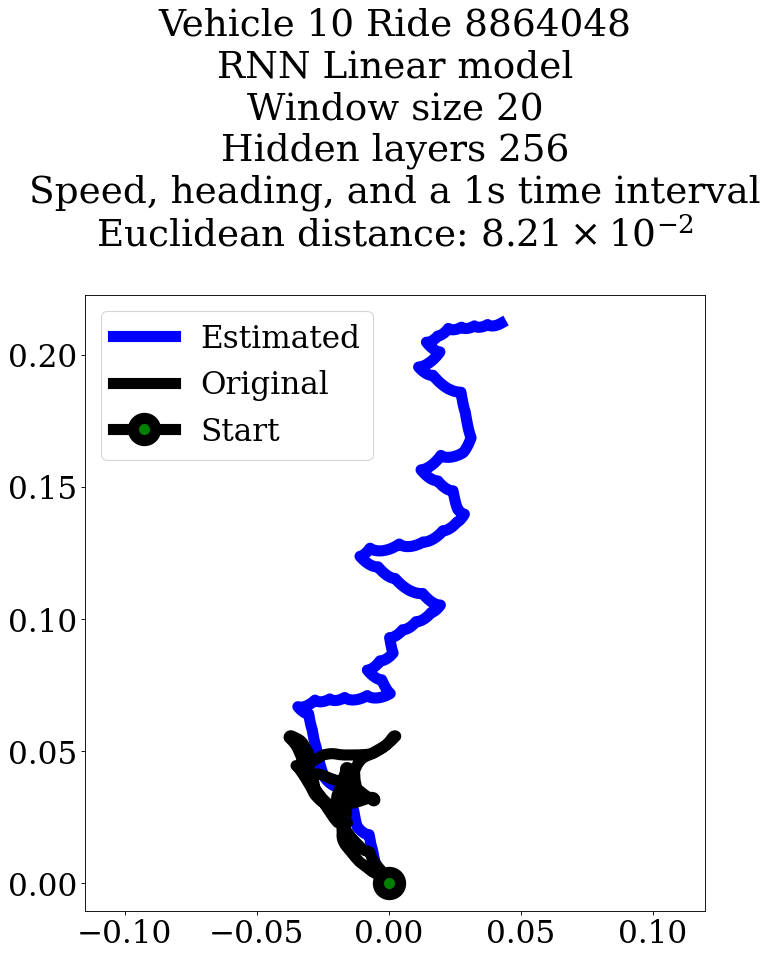 Vehicle 10 Ride 8864048
RNN Linear model
Window size 20
Hidden layers 256
Speed, heading, and a 1s time interval
Euclidean distance: 8.21 × 10⁻²
Estimated
Original
Start
0.20
0.15
0.10
0.05
0.00
−0.10 −0.05 0.00 0.05 0.10